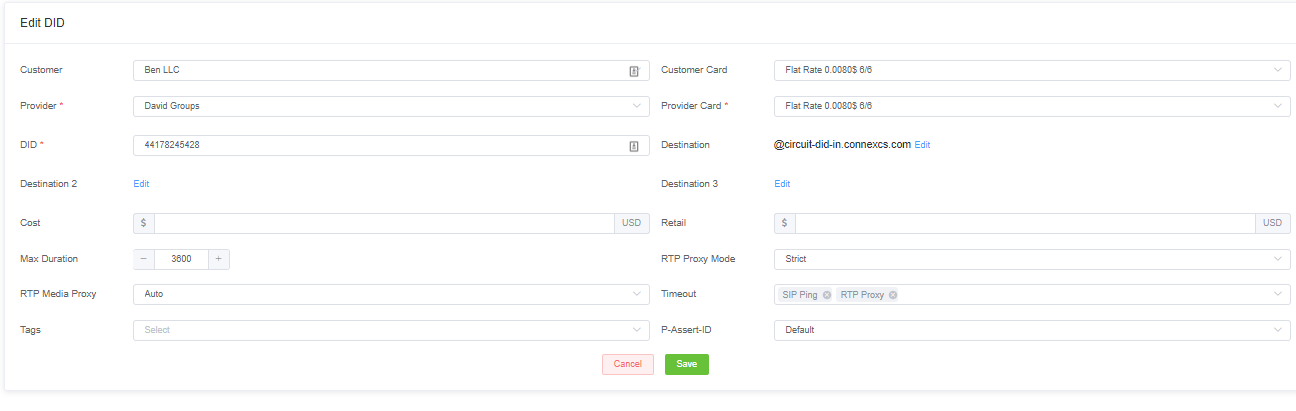 Edit DID
Customer Ben LLC Customer Card Flat Rate 0.0080$ 6/6
Provider * David Groups Provider Card * Flat Rate 0.0080$ 6/6
DID * 44178245428 Destination @circuit-did-in.connexcs.com Edit
Destination 2 Edit Destination 3 Edit
Cost $ USD Retail $ USD
Max Duration − 3600 + RTP Proxy Mode Strict
RTP Media Proxy Auto Timeout SIP Ping RTP Proxy
Tags Select P-Assert-ID Default
Cancel Save